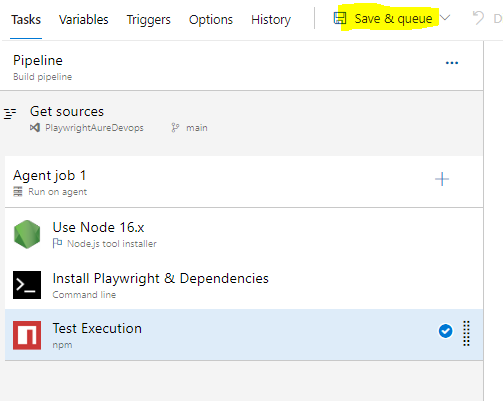 Tasks Variables Triggers Options History Save & queue D
Pipeline
Build pipeline
Get sources
PlaywrightAureDevops main
Agent job 1
Run on agent
Use Node 16.x
Node.js tool installer
Install Playwright & Dependencies
Command line
Test Execution
npm